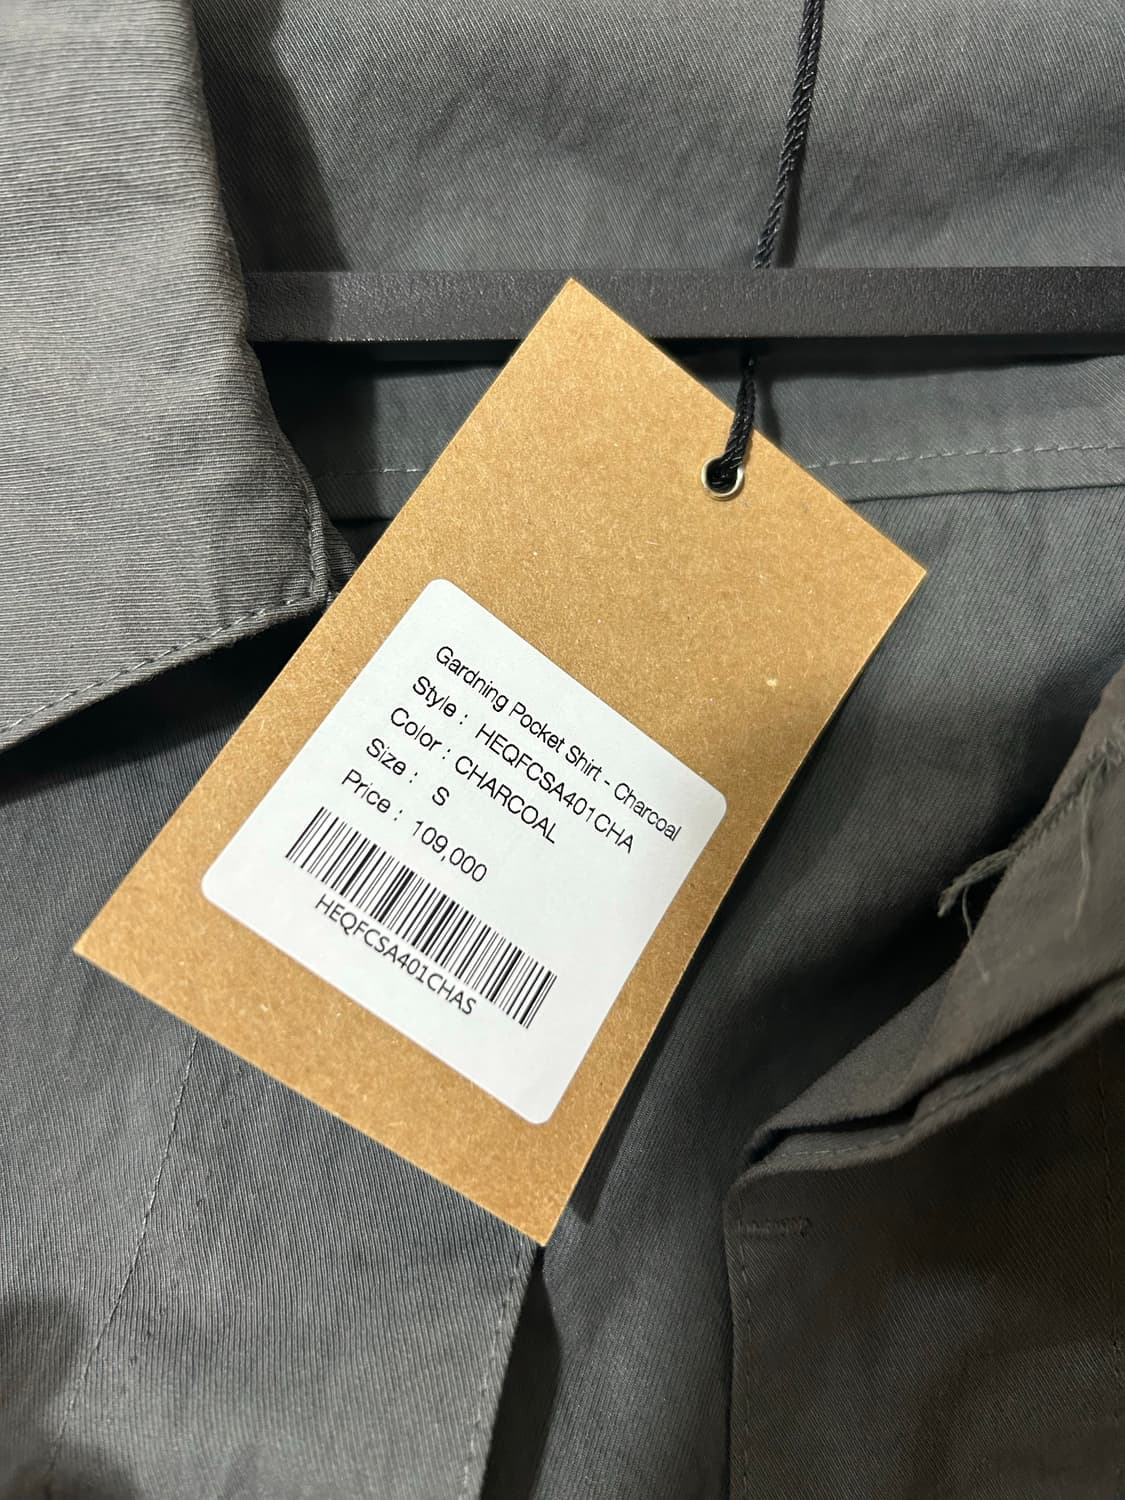 Gardning Pocket Shirt - Charcoal
Style : HEQFCSA401CHA
Color : CHARCOAL
Size : S
Price : 109,000
HEQFCSA401CHAS